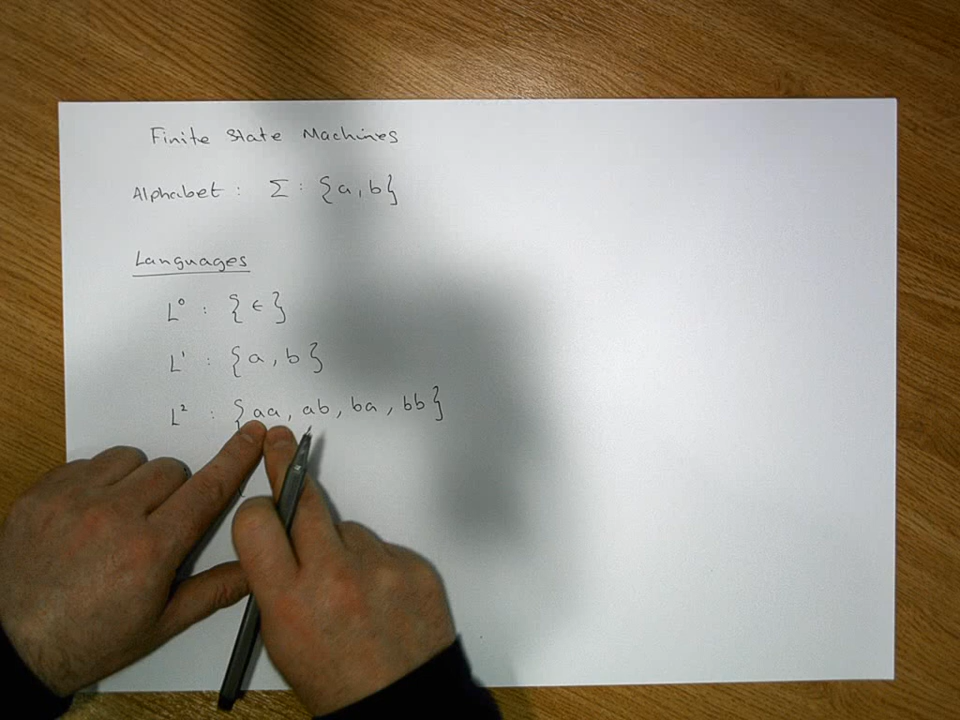 Finite State Machines
Alphabet : Σ : {a, b}
Languages
L⁰ : {ϵ}
L¹ : {a, b}
L² : {aa, ab, ba, bb}